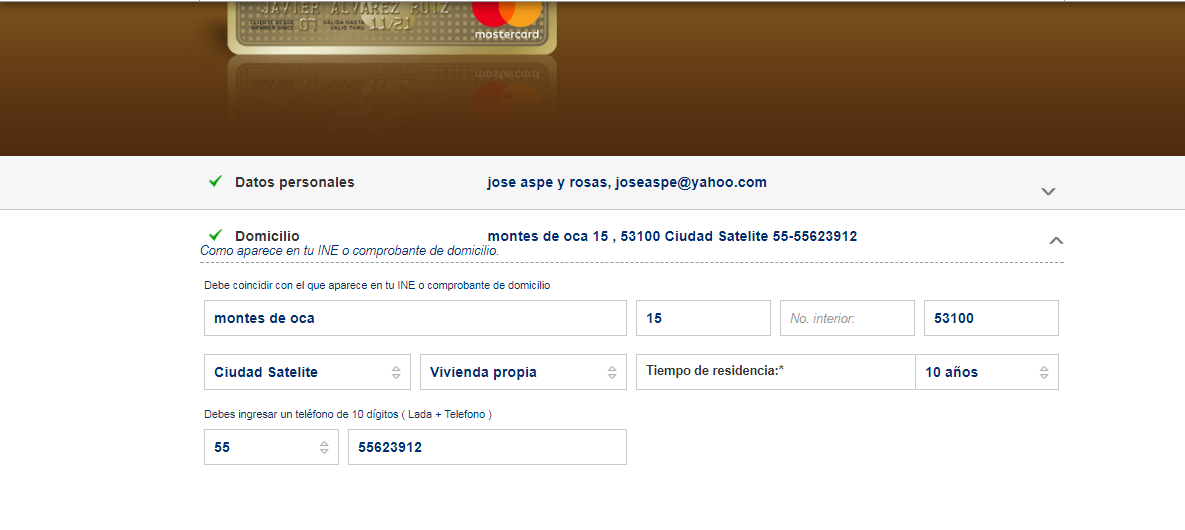 JAVIER ALVAREZ RUIZ
CLIENTE DESDE
MEMBER SINCE 07 VALIDA HASTA
VALID THRU 11/21
mastercard
Datos personales jose aspe y rosas, joseaspe@yahoo.com
Domicilio montes de oca 15 , 53100 Ciudad Satelite 55-55623912
Como aparece en tu INE o comprobante de domicilio.
Debe coincidir con el que aparece en tu INE o comprobante de domicilio
montes de oca 15 No. interior: 53100
Ciudad Satelite Vivienda propia Tiempo de residencia:* 10 años
Debes ingresar un teléfono de 10 dígitos ( Lada + Telefono )
55 55623912